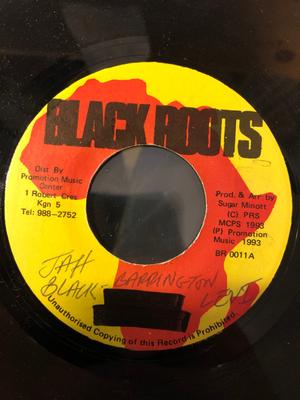 BLACK ROOTS
Dist By
Promotion Music
Center
1 Robert Cres
Kgn 5
Tel: 988-2752
Prod. & Arr by
Sugar Minott
(C) PRS
MCPS 1993
(P) Promotion
Music 1993
BR 0011A
JAH
BLACK - BARRINGTON
LEVI
Unauthorised Copying of this Record is Prohibited.